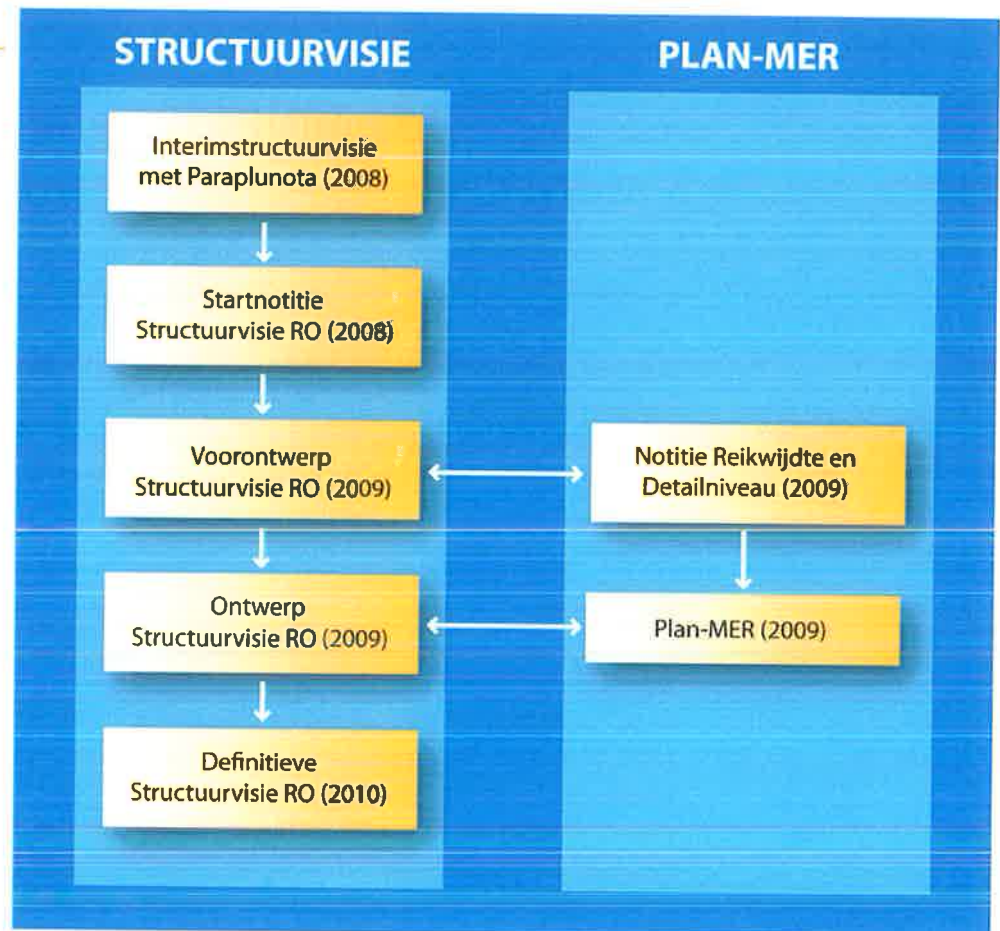 STRUCTUURVISIE
Interimstructuurvisie
met Paraplunota (2008)
Startnotitie
Structuurvisie RO (2008)
Voorontwerp
Structuurvisie RO (2009)
Ontwerp
Structuurvisie RO (2009)
Definitieve
Structuurvisie RO (2010)
PLAN-MER
Notitie Reikwijdte en
Detailniveau (2009)
Plan-MER (2009)